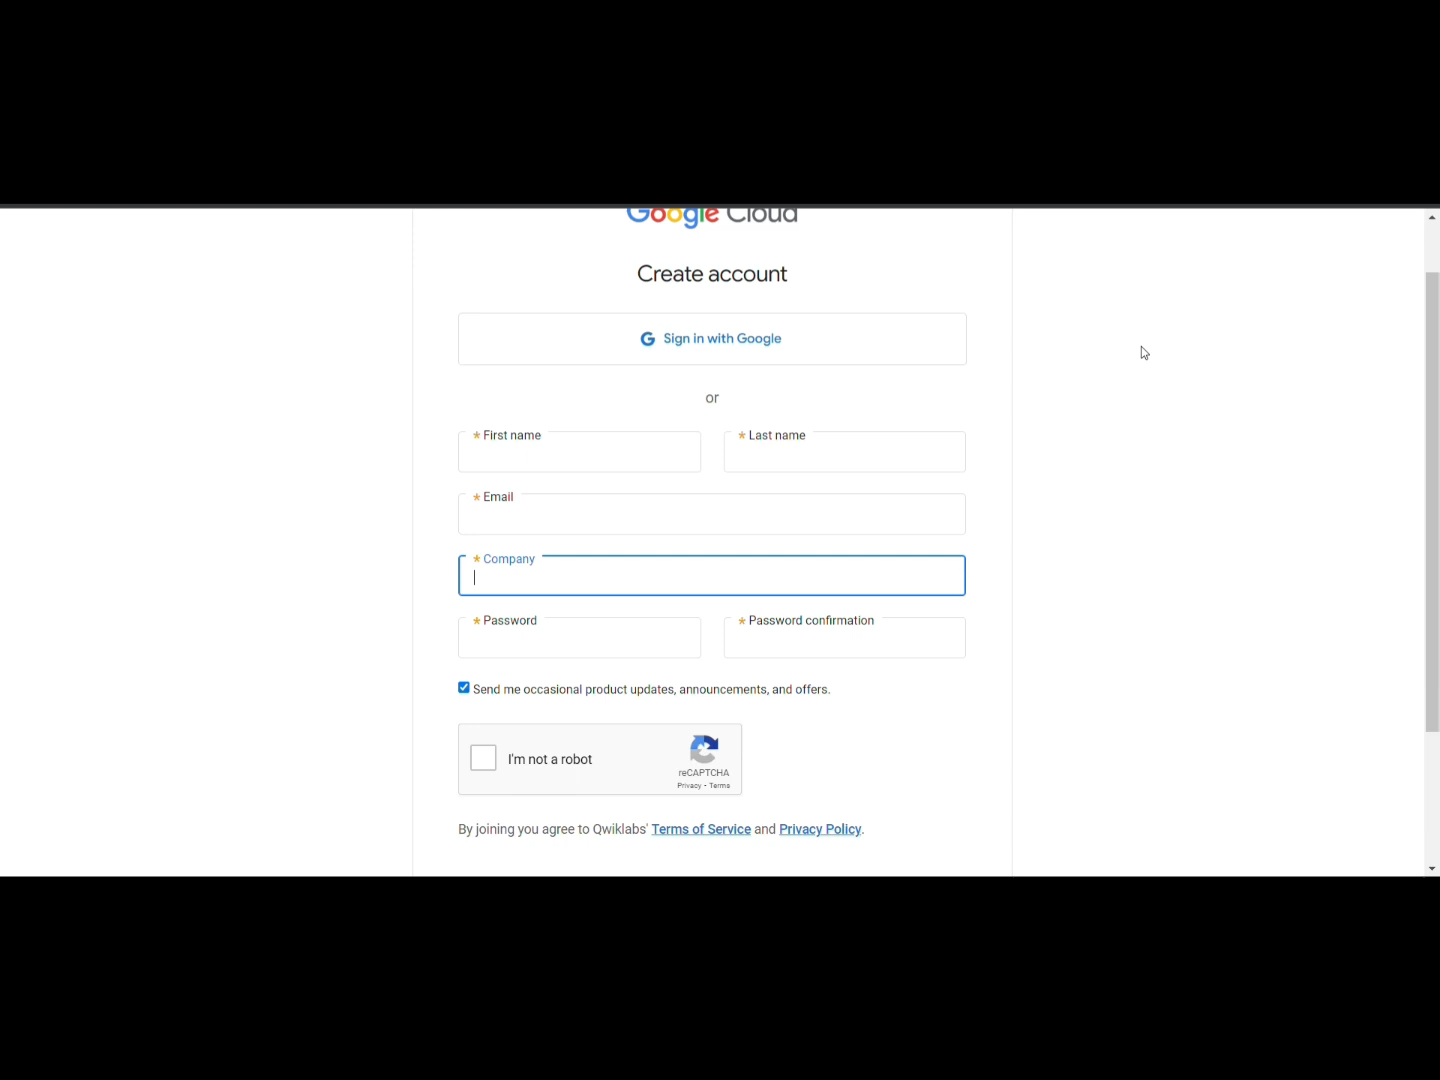 Google Cloud
Create account
G Sign in with Google
or
* First name
* Last name
* Email
* Company
* Password
* Password confirmation
Send me occasional product updates, announcements, and offers.
I'm not a robot
reCAPTCHA
Privacy - Terms
By joining you agree to Qwiklabs' Terms of Service and Privacy Policy.